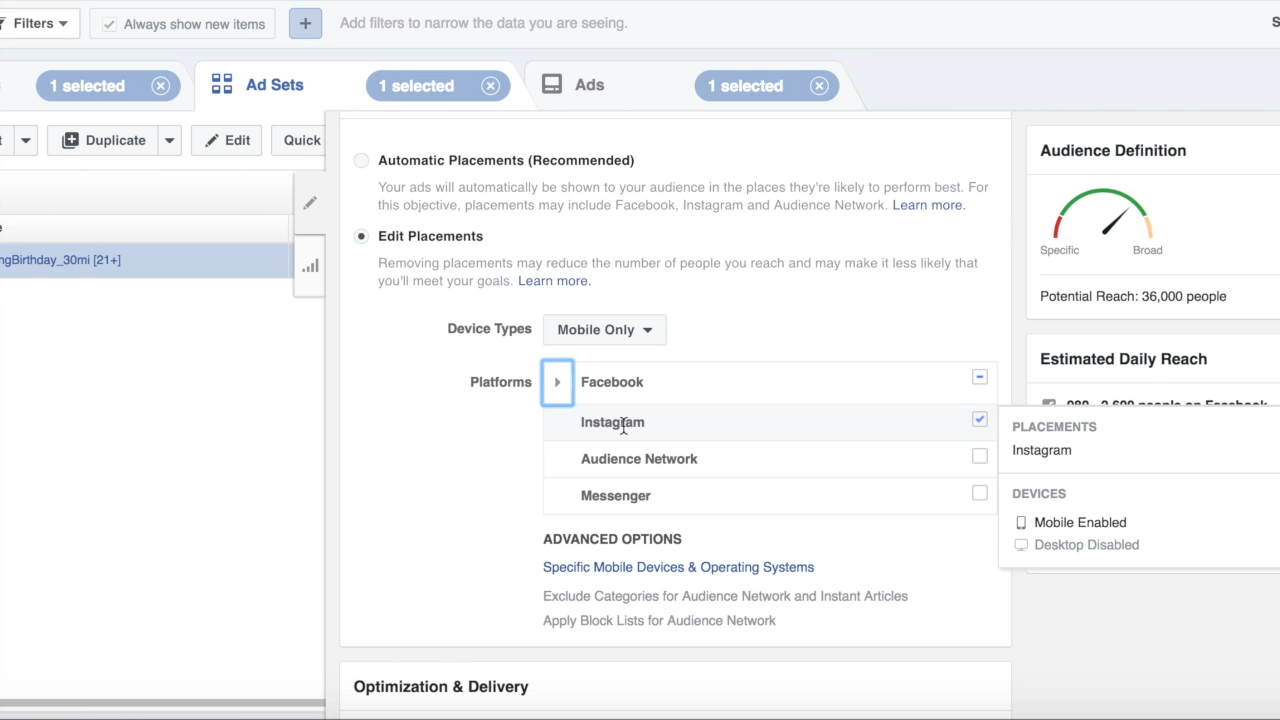 Filters
Always show new items
+
Add filters to narrow the data you are seeing.
S
1 selected
Ad Sets
1 selected
Ads
1 selected
t
Duplicate
Edit
Quick
e
ngBirthday_30mi [21+]
Automatic Placements (Recommended)
Your ads will automatically be shown to your audience in the places they're likely to perform best. For
this objective, placements may include Facebook, Instagram and Audience Network. Learn more.
Edit Placements
Removing placements may reduce the number of people you reach and may make it less likely that
you'll meet your goals. Learn more.
Device Types
Mobile Only
Platforms
Facebook
Instagram
Audience Network
Messenger
ADVANCED OPTIONS
Specific Mobile Devices & Operating Systems
Exclude Categories for Audience Network and Instant Articles
Apply Block Lists for Audience Network
Optimization & Delivery
Audience Definition
Specific
Broad
Potential Reach: 36,000 people
Estimated Daily Reach
people on Facebook
PLACEMENTS
Instagram
DEVICES
Mobile Enabled
Desktop Disabled